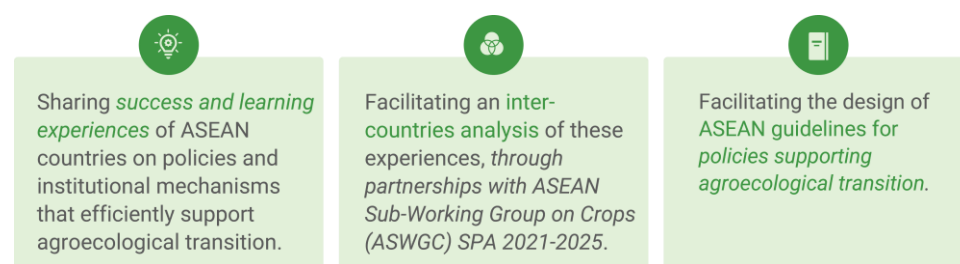 Sharing success and learning
experiences of ASEAN
countries on policies and
institutional mechanisms
that efficiently support
agroecological transition.
Facilitating an inter-
countries analysis of these
experiences, through
partnerships with ASEAN
Sub-Working Group on Crops
(ASWGC) SPA 2021-2025.
Facilitating the design of
ASEAN guidelines for
policies supporting
agroecological transition.